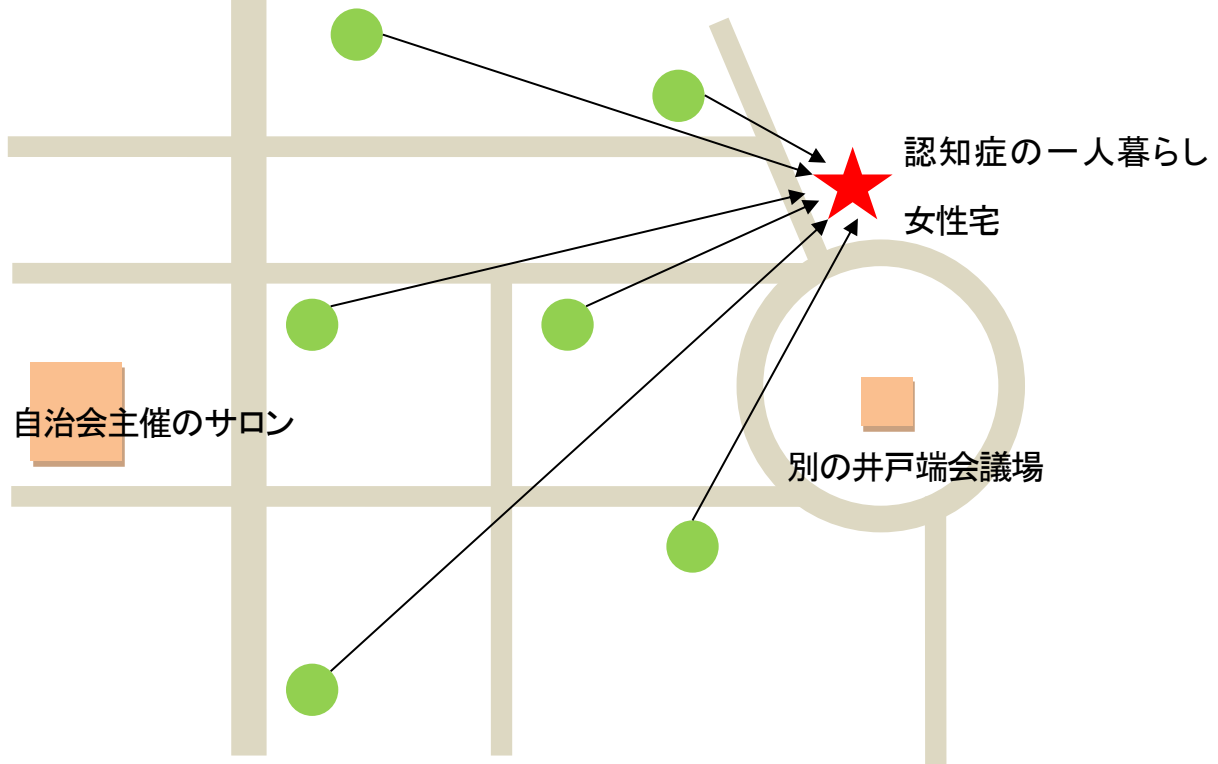 認知症の一人暮らし
女性宅
自治会主催のサロン
別の井戸端会議場